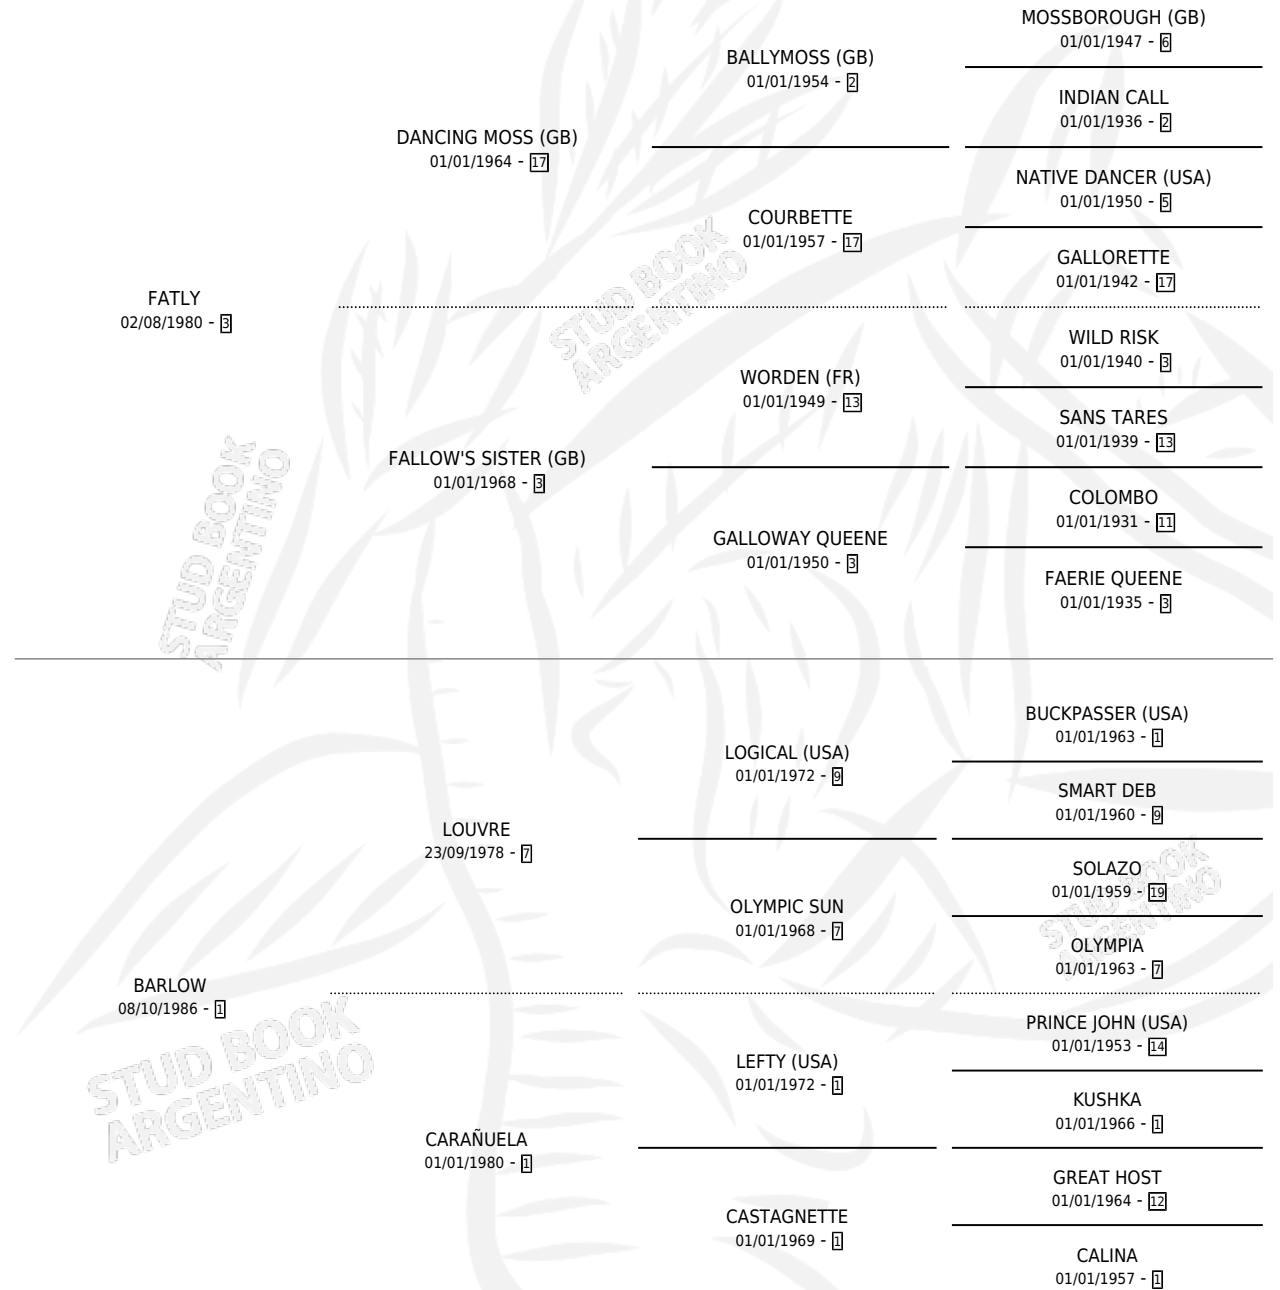 MOSSBOROUGH (GB)
01/01/1947 - 6
BALLYMOSS (GB)
01/01/1954 - 2
INDIAN CALL
01/01/1936 - 2
DANCING MOSS (GB)
01/01/1964 - 17
NATIVE DANCER (USA)
01/01/1950 - 5
COURBETTE
01/01/1957 - 17
GALLORETTE
01/01/1942 - 17
FATLY
02/08/1980 - 3
WILD RISK
01/01/1940 - 3
WORDEN (FR)
01/01/1949 - 13
SANS TARES
01/01/1939 - 13
FALLOW'S SISTER (GB)
01/01/1968 - 3
COLOMBO
01/01/1931 - 11
GALLOWAY QUEENE
01/01/1950 - 3
FAERIE QUEENE
01/01/1935 - 3
BUCKPASSER (USA)
01/01/1963 - 1
LOGICAL (USA)
01/01/1972 - 9
SMART DEB
01/01/1960 - 9
LOUVRE
23/09/1978 - 7
SOLAZO
01/01/1959 - 19
OLYMPIC SUN
01/01/1968 - 7
OLYMPIA
01/01/1963 - 7
BARLOW
08/10/1986 - 1
PRINCE JOHN (USA)
01/01/1953 - 14
LEFTY (USA)
01/01/1972 - 1
KUSHKA
01/01/1966 - 1
CARAÑUELA
01/01/1980 - 1
GREAT HOST
01/01/1964 - 12
CASTAGNETTE
01/01/1969 - 1
CALINA
01/01/1957 - 1
STUD BOOK
ARGENTINO
STUD BOOK
ARGENTINO
STUD BOOK
ARGENTINO
STUD BOOK
ARGENTINO